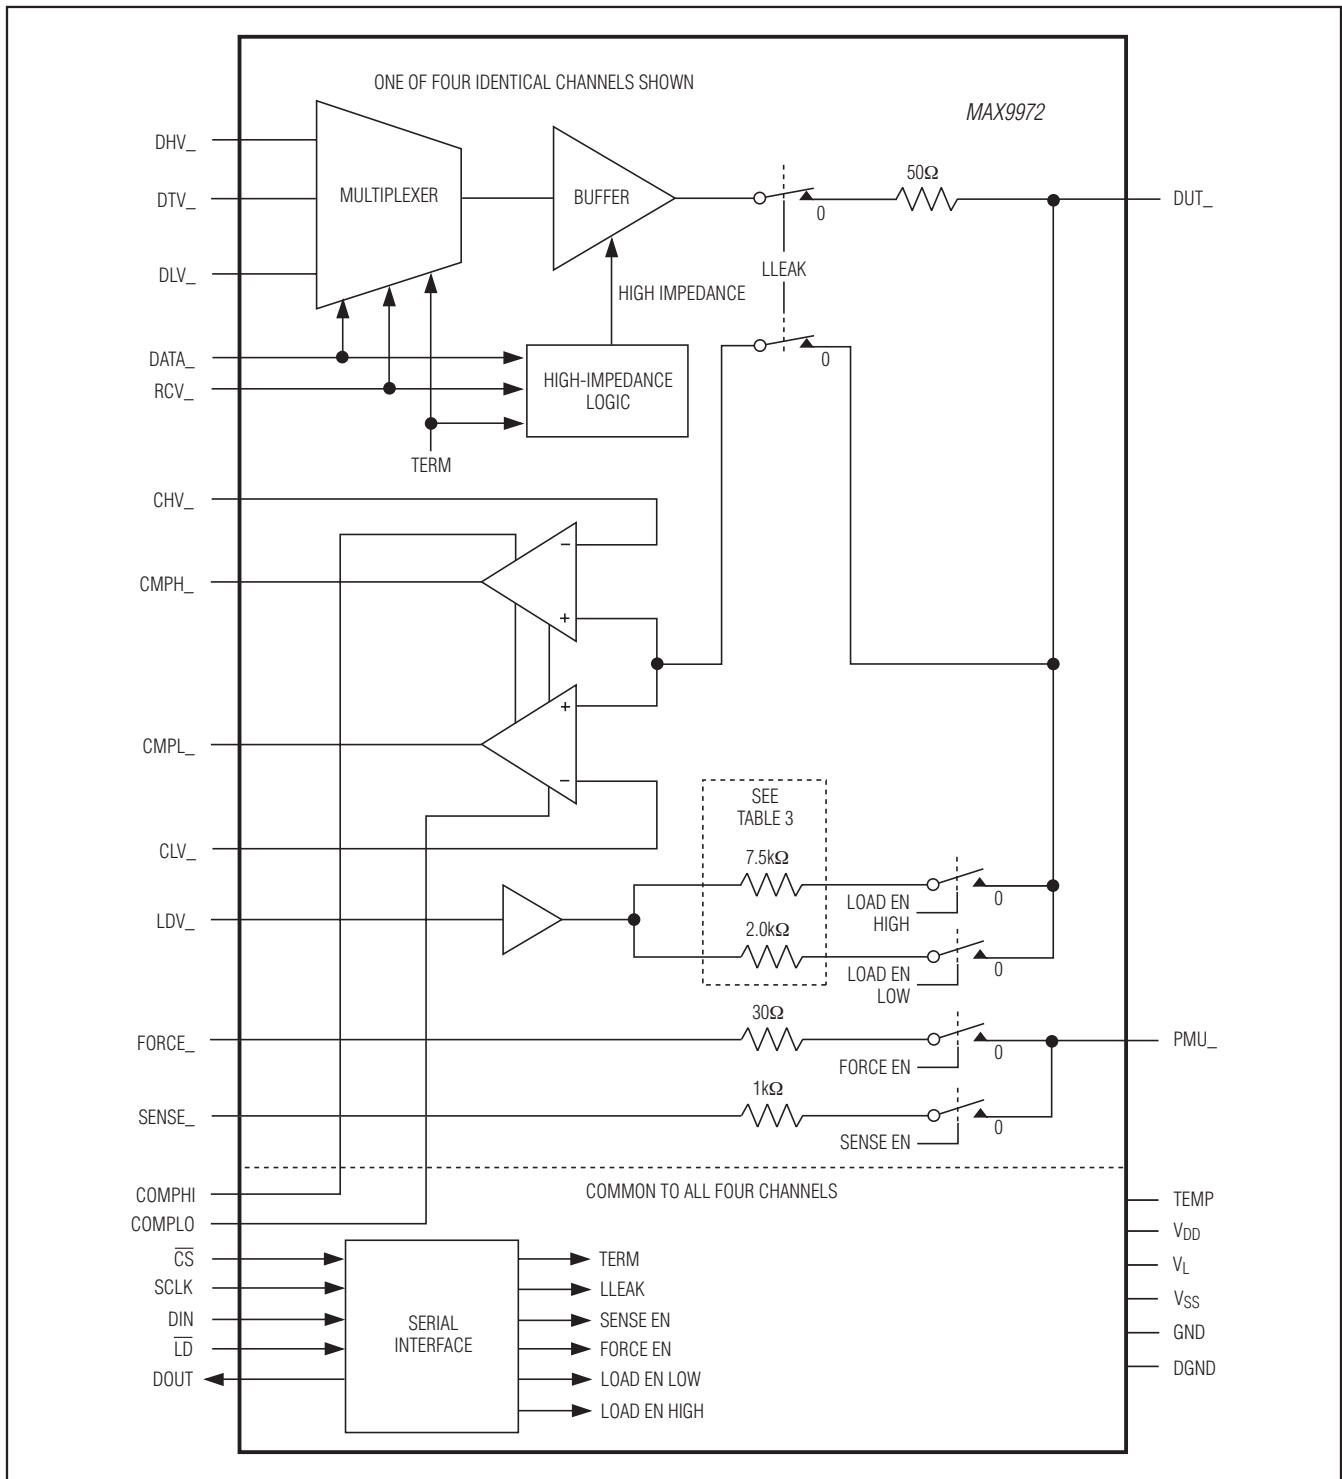 ONE OF FOUR IDENTICAL CHANNELS SHOWN
MAX9972
DHV_
DTV_
DLV_
MULTIPLEXER
BUFFER
50Ω
0
DUT_
LLEAK
HIGH IMPEDANCE
0
DATA_
RCV_
HIGH-IMPEDANCE
LOGIC
TERM
CHV_
−
CMPH_
+
+
CMPL_
−
SEE
TABLE 3
CLV_
7.5kΩ
LOAD EN
HIGH
0
LDV_
2.0kΩ
LOAD EN
LOW
0
30Ω
FORCE_
FORCE EN
0
PMU_
1kΩ
SENSE_
SENSE EN
0
COMPHI
COMPLO
COMMON TO ALL FOUR CHANNELS
C̅S̅
SCLK
DIN
L̅D̅
DOUT
SERIAL
INTERFACE
TERM
LLEAK
SENSE EN
FORCE EN
LOAD EN LOW
LOAD EN HIGH
TEMP
VDD
VL
VSS
GND
DGND